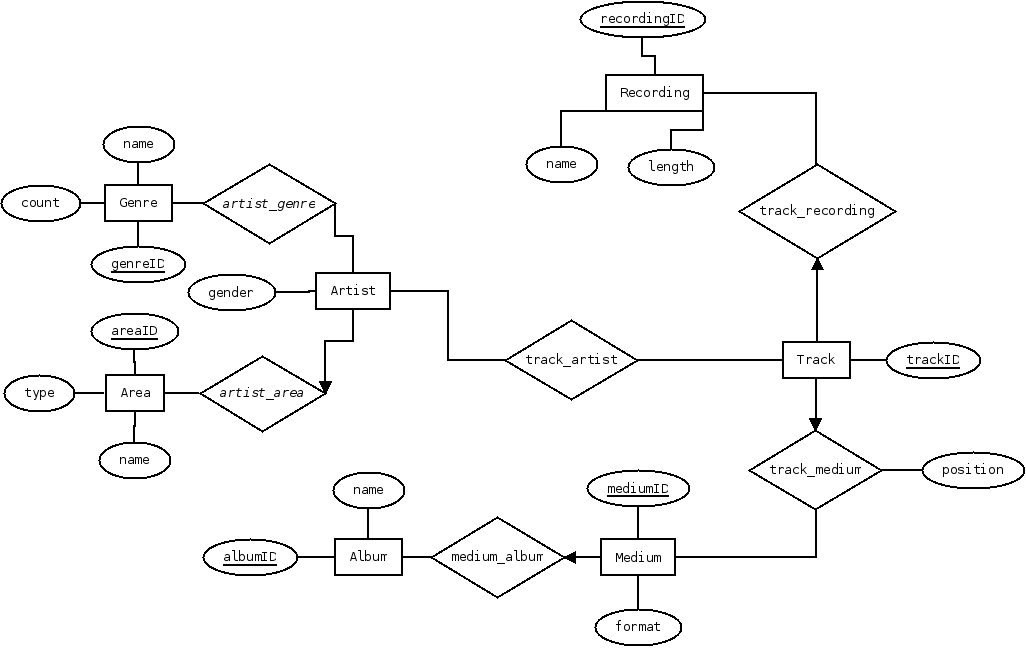 recordingID
Recording
name
length
name
count
Genre
artist_genre
track_recording
genreID
gender
Artist
areaID
track_artist
Track
trackID
type
Area
artist_area
name
track_medium
position
name
mediumID
albumID
Album
medium_album
Medium
format